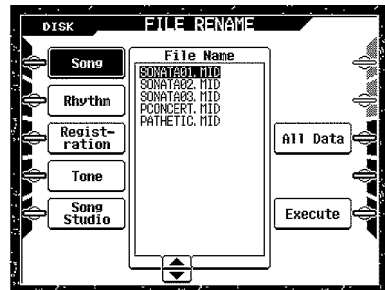 DISK
FILE RENAME
Song
Rhythm
Regist-
ration
Tone
Song
Studio
File Name
SONATA01.MID
SONATA02.MID
SONATA03.MID
PCONCERT.MID
PATHETIC.MID
All Data
Execute